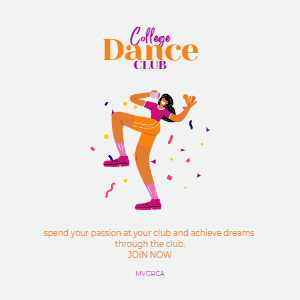 College
Dance
CLUB
spend your passion at your club and achieve dreams
through the club.
JOIN NOW
MVGRCA